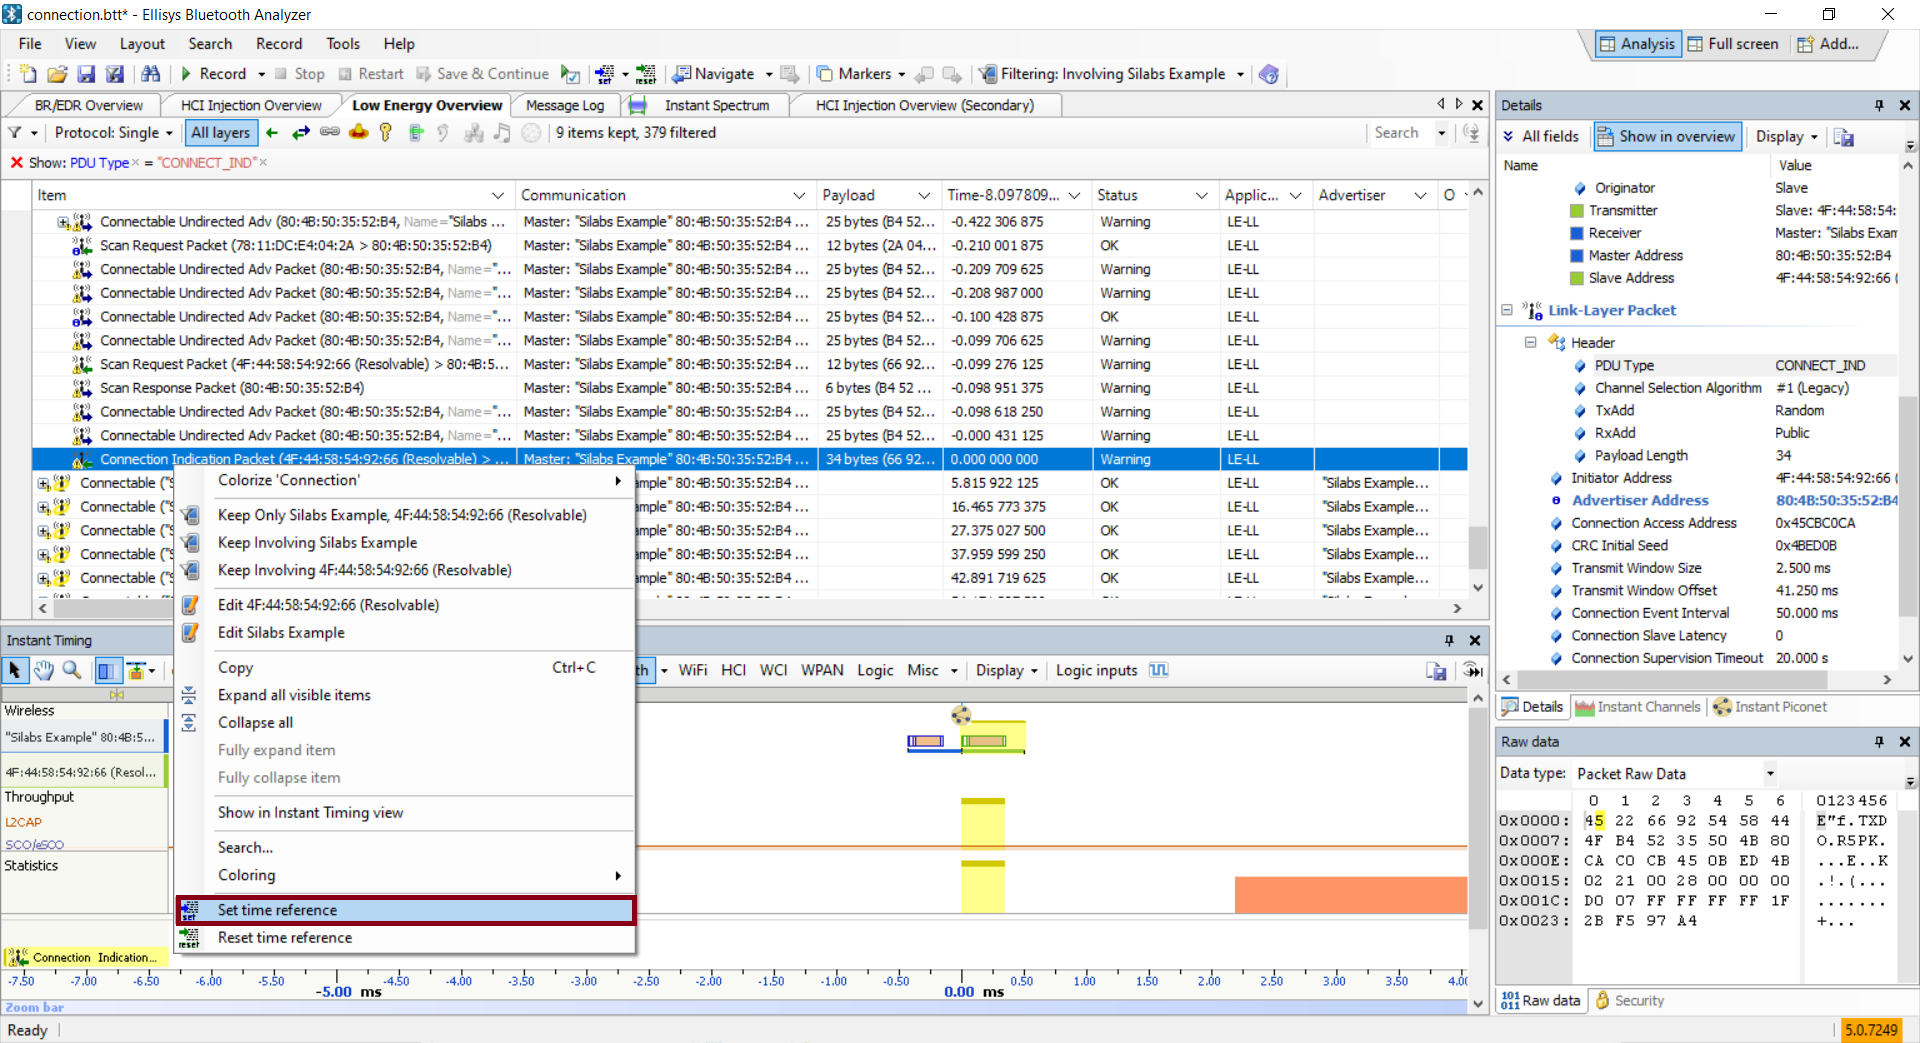 connection.btt* - Ellisys Bluetooth Analyzer
File View Layout Search Record Tools Help
Analysis Full screen Add...
Record Stop Restart Save & Continue set reset Navigate Markers Filtering: Involving Silabs Example
BR/EDR Overview HCI Injection Overview Low Energy Overview Message Log Instant Spectrum HCI Injection Overview (Secondary)
Protocol: Single All layers 9 items kept, 379 filtered Search
Show: PDU Type × = "CONNECT_IND" ×
Item Communication Payload Time-8.097809... Status Applic... Advertiser O
Connectable Undirected Adv (80:4B:50:35:52:B4, Name="Silabs ... Master: "Silabs Example" 80:4B:50:35:52:B4 ... 25 bytes (B4 52... -0.422 306 875 Warning LE-LL
Scan Request Packet (78:11:DC:E4:04:2A > 80:4B:50:35:52:B4) Master: "Silabs Example" 80:4B:50:35:52:B4 ... 12 bytes (2A 04... -0.210 001 875 OK LE-LL
Connectable Undirected Adv Packet (80:4B:50:35:52:B4, Name="... Master: "Silabs Example" 80:4B:50:35:52:B4 ... 25 bytes (B4 52... -0.209 709 625 Warning LE-LL
Connectable Undirected Adv Packet (80:4B:50:35:52:B4, Name="... Master: "Silabs Example" 80:4B:50:35:52:B4 ... 25 bytes (B4 52... -0.208 987 000 Warning LE-LL
Connectable Undirected Adv Packet (80:4B:50:35:52:B4, Name="... Master: "Silabs Example" 80:4B:50:35:52:B4 ... 25 bytes (B4 52... -0.100 428 875 OK LE-LL
Connectable Undirected Adv Packet (80:4B:50:35:52:B4, Name="... Master: "Silabs Example" 80:4B:50:35:52:B4 ... 25 bytes (B4 52... -0.099 706 625 Warning LE-LL
Scan Request Packet (4F:44:58:54:92:66 (Resolvable) > 80:4B:5... Master: "Silabs Example" 80:4B:50:35:52:B4 ... 12 bytes (66 92... -0.099 276 125 Warning LE-LL
Scan Response Packet (80:4B:50:35:52:B4) Master: "Silabs Example" 80:4B:50:35:52:B4 ... 6 bytes (B4 52 ... -0.098 951 375 Warning LE-LL
Connectable Undirected Adv Packet (80:4B:50:35:52:B4, Name="... Master: "Silabs Example" 80:4B:50:35:52:B4 ... 25 bytes (B4 52... -0.098 618 250 Warning LE-LL
Connectable Undirected Adv Packet (80:4B:50:35:52:B4, Name="... Master: "Silabs Example" 80:4B:50:35:52:B4 ... 25 bytes (B4 52... -0.000 431 125 Warning LE-LL
Connection Indication Packet (4F:44:58:54:92:66 (Resolvable) > ... Master: "Silabs Example" 80:4B:50:35:52:B4 ... 34 bytes (66 92... 0.000 000 000 Warning LE-LL
Connectable ("S ample" 80:4B:50:35:52:B4 ... 5.815 922 125 OK LE-LL "Silabs Example...
Connectable ("S ample" 80:4B:50:35:52:B4 ... 16.465 773 375 OK LE-LL "Silabs Example...
Connectable ("S ample" 80:4B:50:35:52:B4 ... 27.375 027 500 OK LE-LL "Silabs Example...
Connectable ("S ample" 80:4B:50:35:52:B4 ... 37.959 599 250 OK LE-LL "Silabs Example...
Connectable ("S ample" 80:4B:50:35:52:B4 ... 42.891 719 625 OK LE-LL "Silabs Example...
Colorize 'Connection'
Keep Only Silabs Example, 4F:44:58:54:92:66 (Resolvable)
Keep Involving Silabs Example
Keep Involving 4F:44:58:54:92:66 (Resolvable)
Edit 4F:44:58:54:92:66 (Resolvable)
Edit Silabs Example
Copy Ctrl+C
Expand all visible items
Collapse all
Fully expand item
Fully collapse item
Show in Instant Timing view
Search...
Coloring
set Set time reference
reset Reset time reference
Instant Timing
th WiFi HCI WCI WPAN Logic Misc Display Logic inputs
Wireless
"Silabs Example" 80:4B:5...
4F:44:58:54:92:66 (Resol...
Throughput
L2CAP
SCO/eSCO
Statistics
Connection Indication...
-7.50 -7.00 -6.50 -6.00 -5.50 -4.50 -4.00 -3.50 -3.00 -2.50 -2.00 -1.50 -1.00 -0.50 0.50 1.00 1.50 2.00 2.50 3.00 3.50 4.00
-5.00 ms 0.00 ms
Zoom bar
Ready
Details
All fields Show in overview Display
Name Value
Originator Slave
Transmitter Slave: 4F:44:58:54:
Receiver Master: "Silabs Exam
Master Address 80:4B:50:35:52:B4
Slave Address 4F:44:58:54:92:66 (
Link-Layer Packet
Header
PDU Type CONNECT_IND
Channel Selection Algorithm #1 (Legacy)
TxAdd Random
RxAdd Public
Payload Length 34
Initiator Address 4F:44:58:54:92:66 (
Advertiser Address 80:4B:50:35:52:B4
Connection Access Address 0x45CBC0CA
CRC Initial Seed 0x4BED0B
Transmit Window Size 2.500 ms
Transmit Window Offset 41.250 ms
Connection Event Interval 50.000 ms
Connection Slave Latency 0
Connection Supervision Timeout 20.000 s
Details Instant Channels Instant Piconet
Raw data
Data type: Packet Raw Data
0 1 2 3 4 5 6 0123456
0x0000: 45 22 66 92 54 58 44 E"f.TXD
0x0007: 4F B4 52 35 50 4B 80 O.R5PK.
0x000E: CA C0 CB 45 0B ED 4B ...E..K
0x0015: 02 21 00 28 00 00 00 .!.(...
0x001C: D0 07 FF FF FF FF 1F .......
0x0023: 2B F5 97 A4 +...
101 011 Raw data Security
5.0.7249